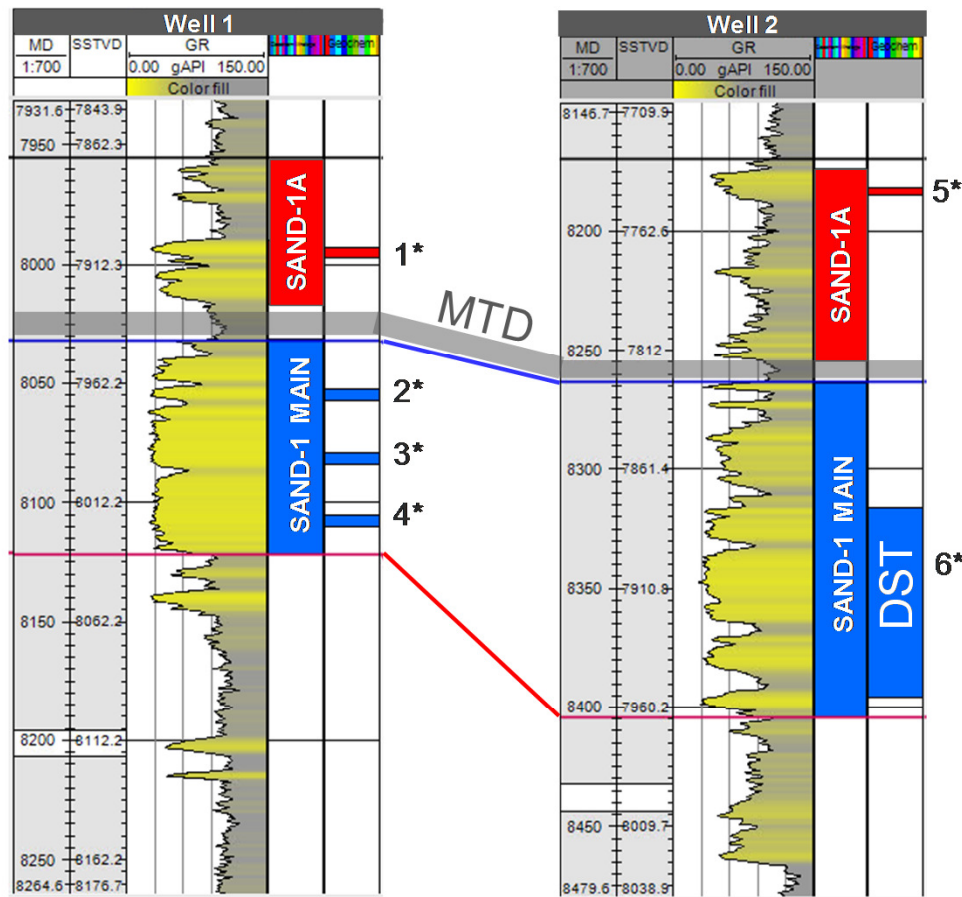 Well 1
MD SSTVD GR Geochem
1:700 0.00 gAPI 150.00
Color fill
7931.6 7843.9
7950 7862.3
SAND-1A
1*
8000 7912.3
MTD
8050 7962.2
SAND-1 MAIN
2*
3*
8100 8012.2
4*
8150 8062.2
8200 8112.2
8250 8162.2
8264.6 8176.7
Well 2
MD SSTVD GR Geochem
1:700 0.00 gAPI 150.00
Color fill
8146.7 7709.9
SAND-1A
5*
8200 7762.6
8250 7812
8300 7861.4
SAND-1 MAIN
DST
6*
8350 7910.8
8400 7960.2
8450 8009.7
8479.6 8038.9